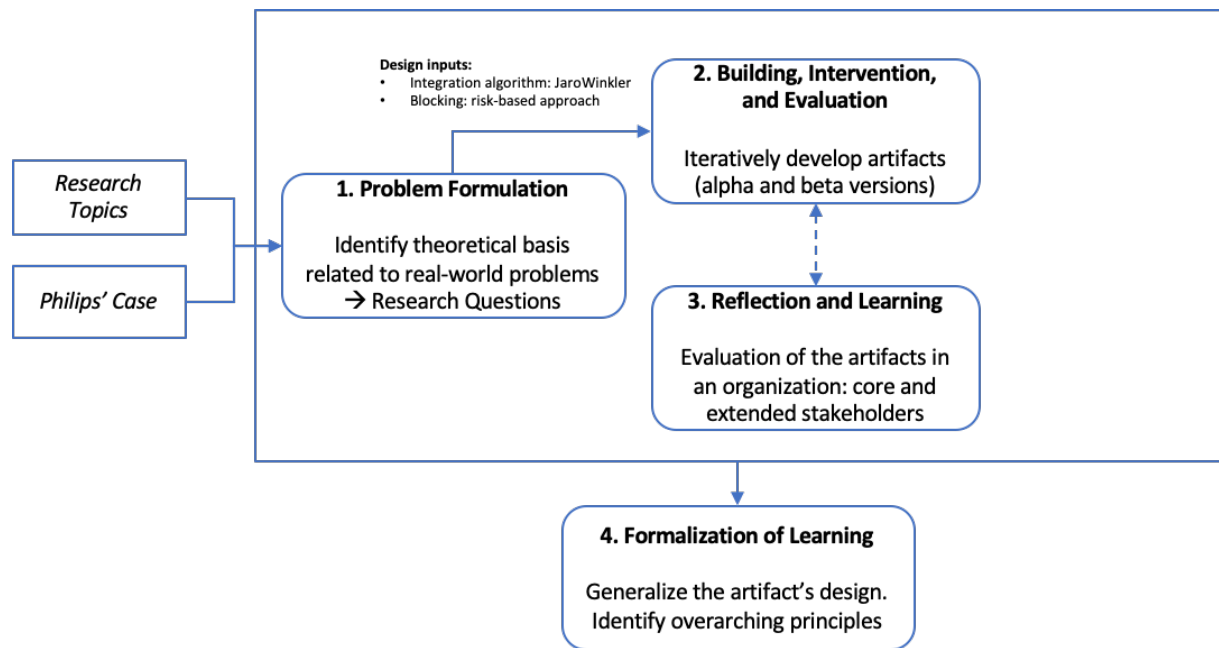 Design inputs:
• Integration algorithm: JaroWinkler
• Blocking: risk-based approach
2. Building, Intervention,
and Evaluation
Iteratively develop artifacts
(alpha and beta versions)
Research
Topics
Philips’ Case
1. Problem Formulation
Identify theoretical basis
related to real-world problems
→ Research Questions
3. Reflection and Learning
Evaluation of the artifacts in
an organization: core and
extended stakeholders
4. Formalization of Learning
Generalize the artifact’s design.
Identify overarching principles